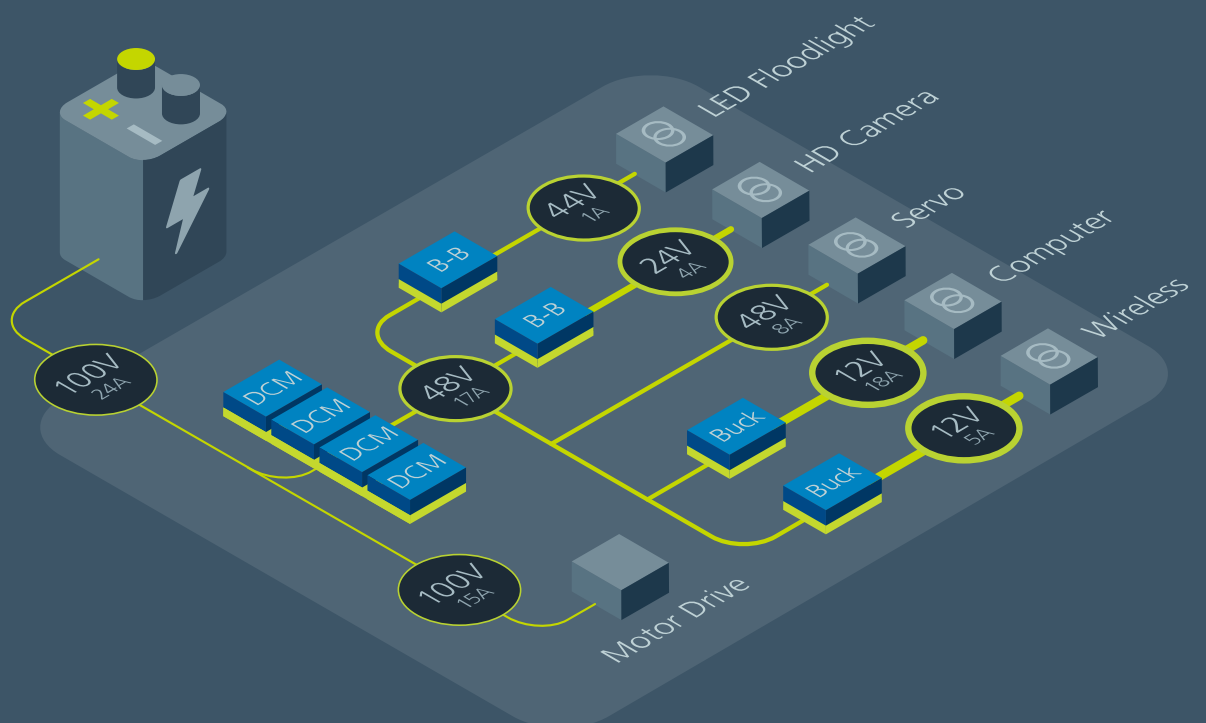 LED Floodlight
HD Camera
Servo
Computer
Wireless
44V
1A
B-B
24V
4A
B-B
48V
8A
100V
24A
DCM
DCM
DCM
DCM
48V
17A
12V
18A
Buck
12V
5A
Buck
100V
15A
Motor Drive